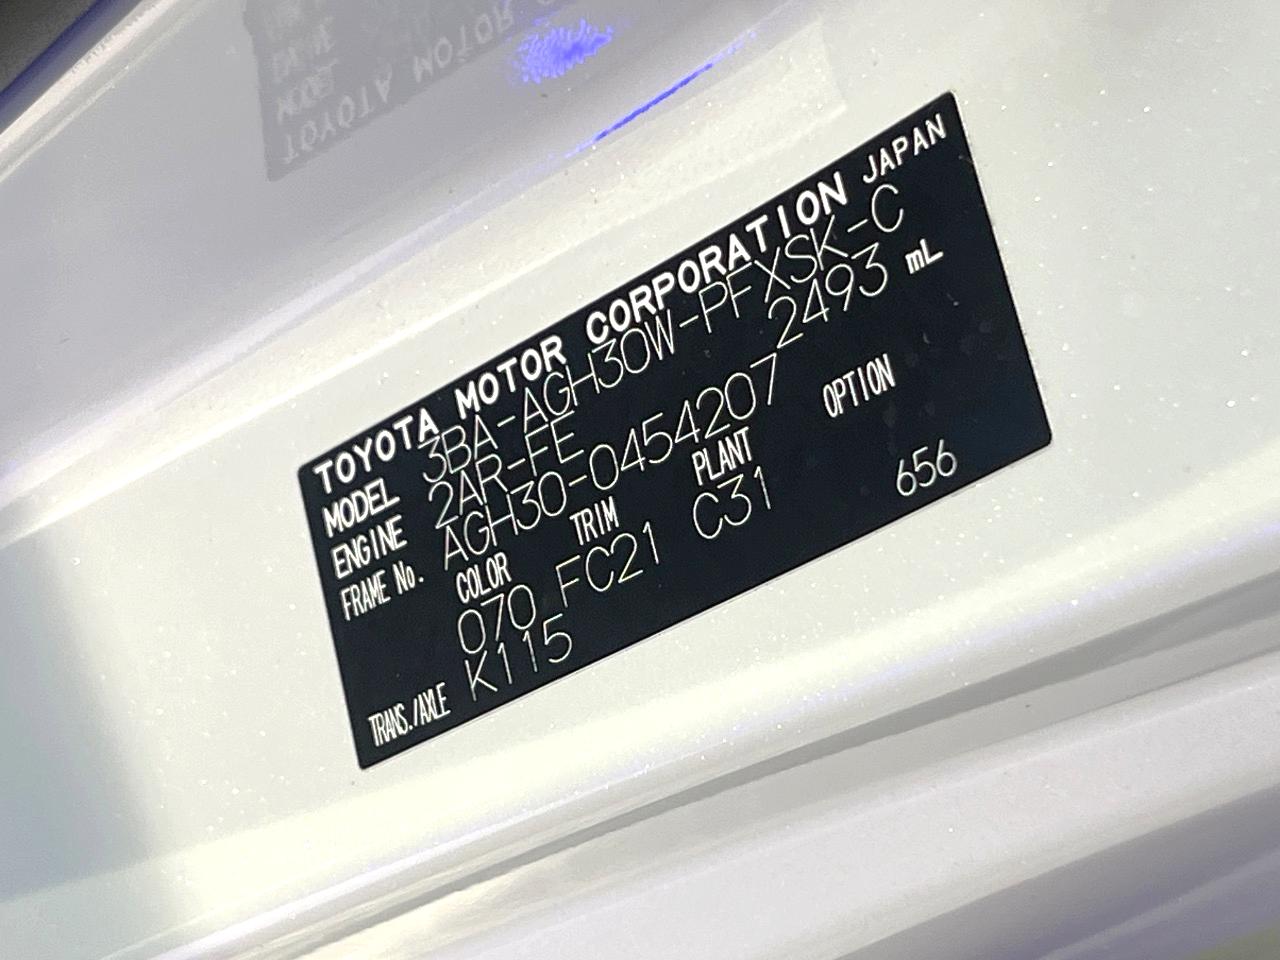 TOYOTA MOTOR CORPORATION JAPAN
MODEL 3BA-AGH30W-PFXSK-C
ENGINE 2AR-FE 2493 mL
FRAME No. AGH30-0454207
COLOR TRIM PLANT OPTION
070 FC21 C31
TRANS./AXLE K115 656